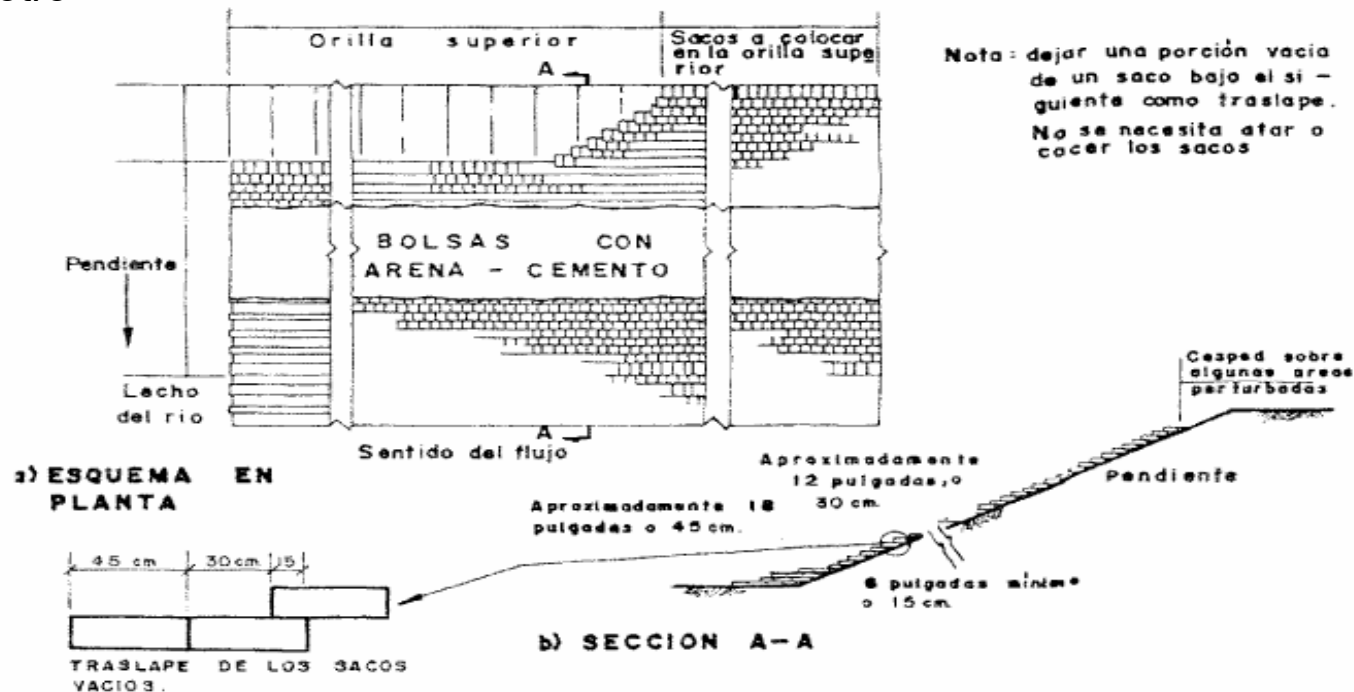 Orilla superior
Sacos a colocar
en la orilla supe
rior
A
Nota: dejar una porción vacia
de un saco bajo el si -
guiente como traslape.
No se necesita atar o
cocer los sacos
BOLSAS CON
ARENA - CEMENTO
Pendiente
Lecho
del rio
A
Sentido del flujo
a) ESQUEMA EN
PLANTA
Cesped sobre
algunas areas
perturbadas
Aproximadamente
12 pulgadas, o
30 cm.
Pendiente
Aproximadamente 18
pulgadas o 45 cm.
6 pulgadas mínimo
o 15 cm.
45 cm 30 cm 15
b) SECCION A-A
TRASLAPE DE LOS SACOS
VACIOS.